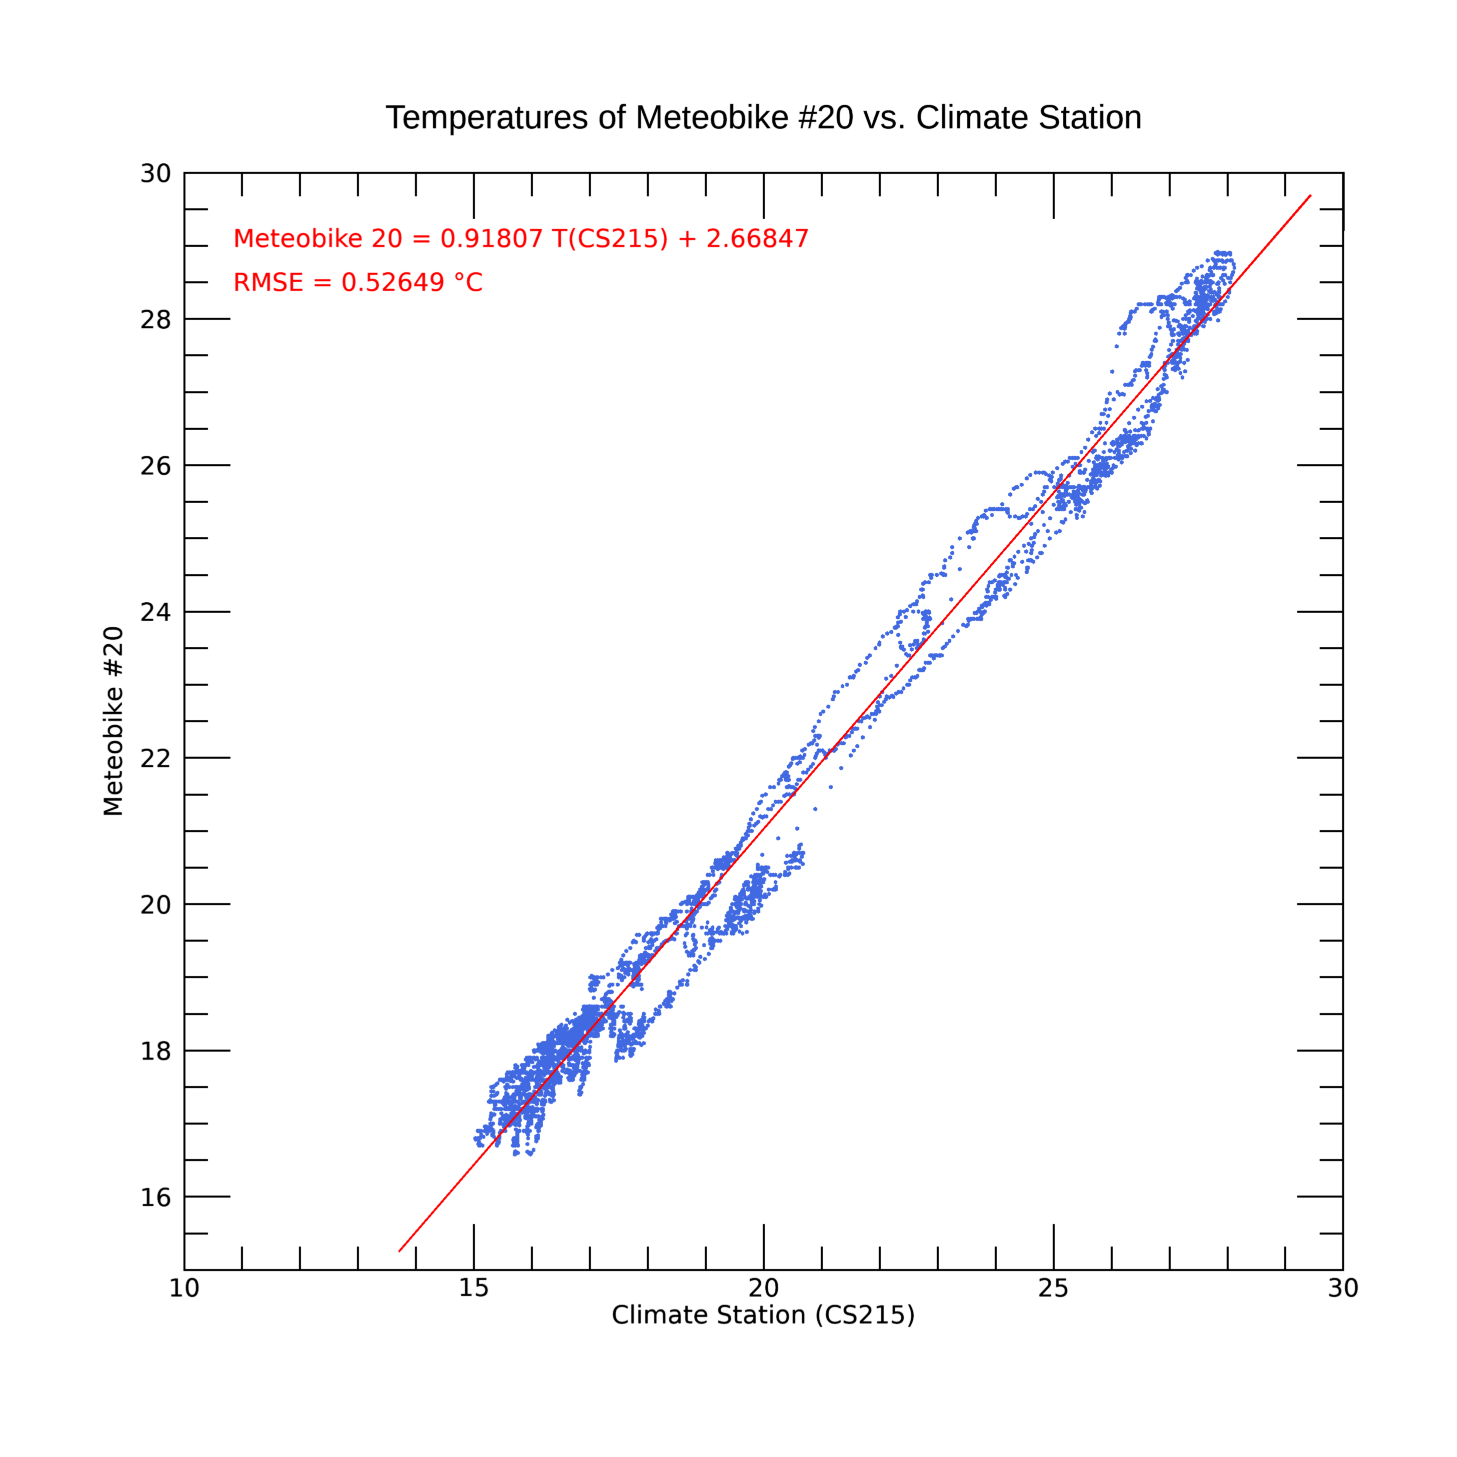 Temperatures of Meteobike #20 vs. Climate Station
Meteobike 20 = 0.91807 T(CS215) + 2.66847
RMSE = 0.52649 °C
30
28
26
24
22
20
18
16
Meteobike #20
10 15 20 25 30
Climate Station (CS215)